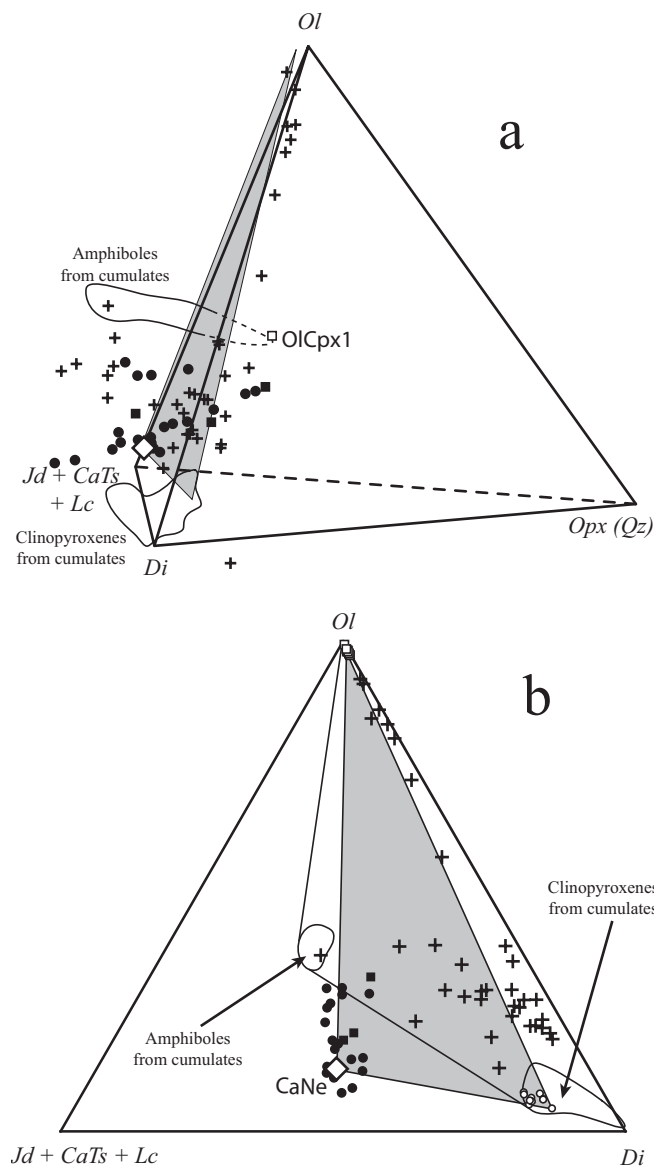 Ol
a
Amphiboles
from cumulates
OlCpx1
Jd + CaTs
+ Lc
Opx (Qz)
Clinopyroxenes
from cumulates
Di
Ol
b
Clinopyroxenes
from cumulates
Amphiboles
from cumulates
CaNe
Jd + CaTs + Lc
Di